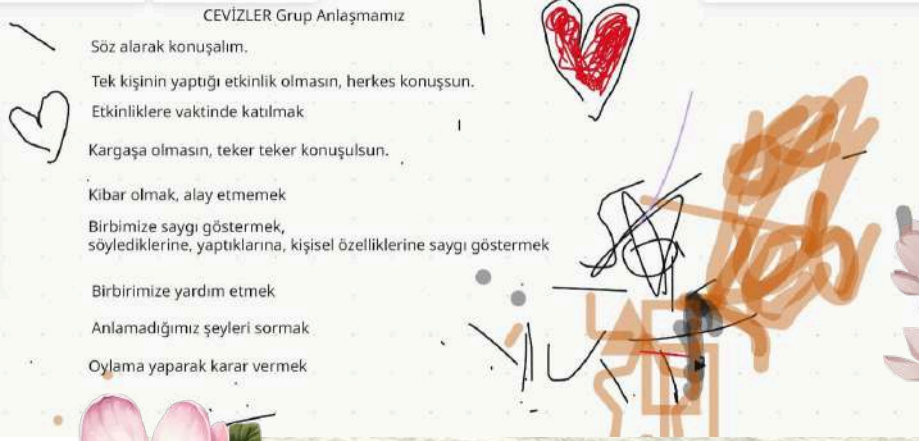 CEVİZLER Grup Anlaşmamız
Söz alarak konuşalım.
Tek kişinin yaptığı etkinlik olmasın, herkes konuşsun.
Etkinliklere vaktinde katılmak
Kargaşa olmasın, teker teker konuşulsun.
Kibar olmak, alay etmemek
Birbimize saygı göstermek,
söylediklerine, yaptıklarına, kişisel özelliklerine saygı göstermek
Birbirimize yardım etmek
Anlamadığımız şeyleri sormak
Oylama yaparak karar vermek